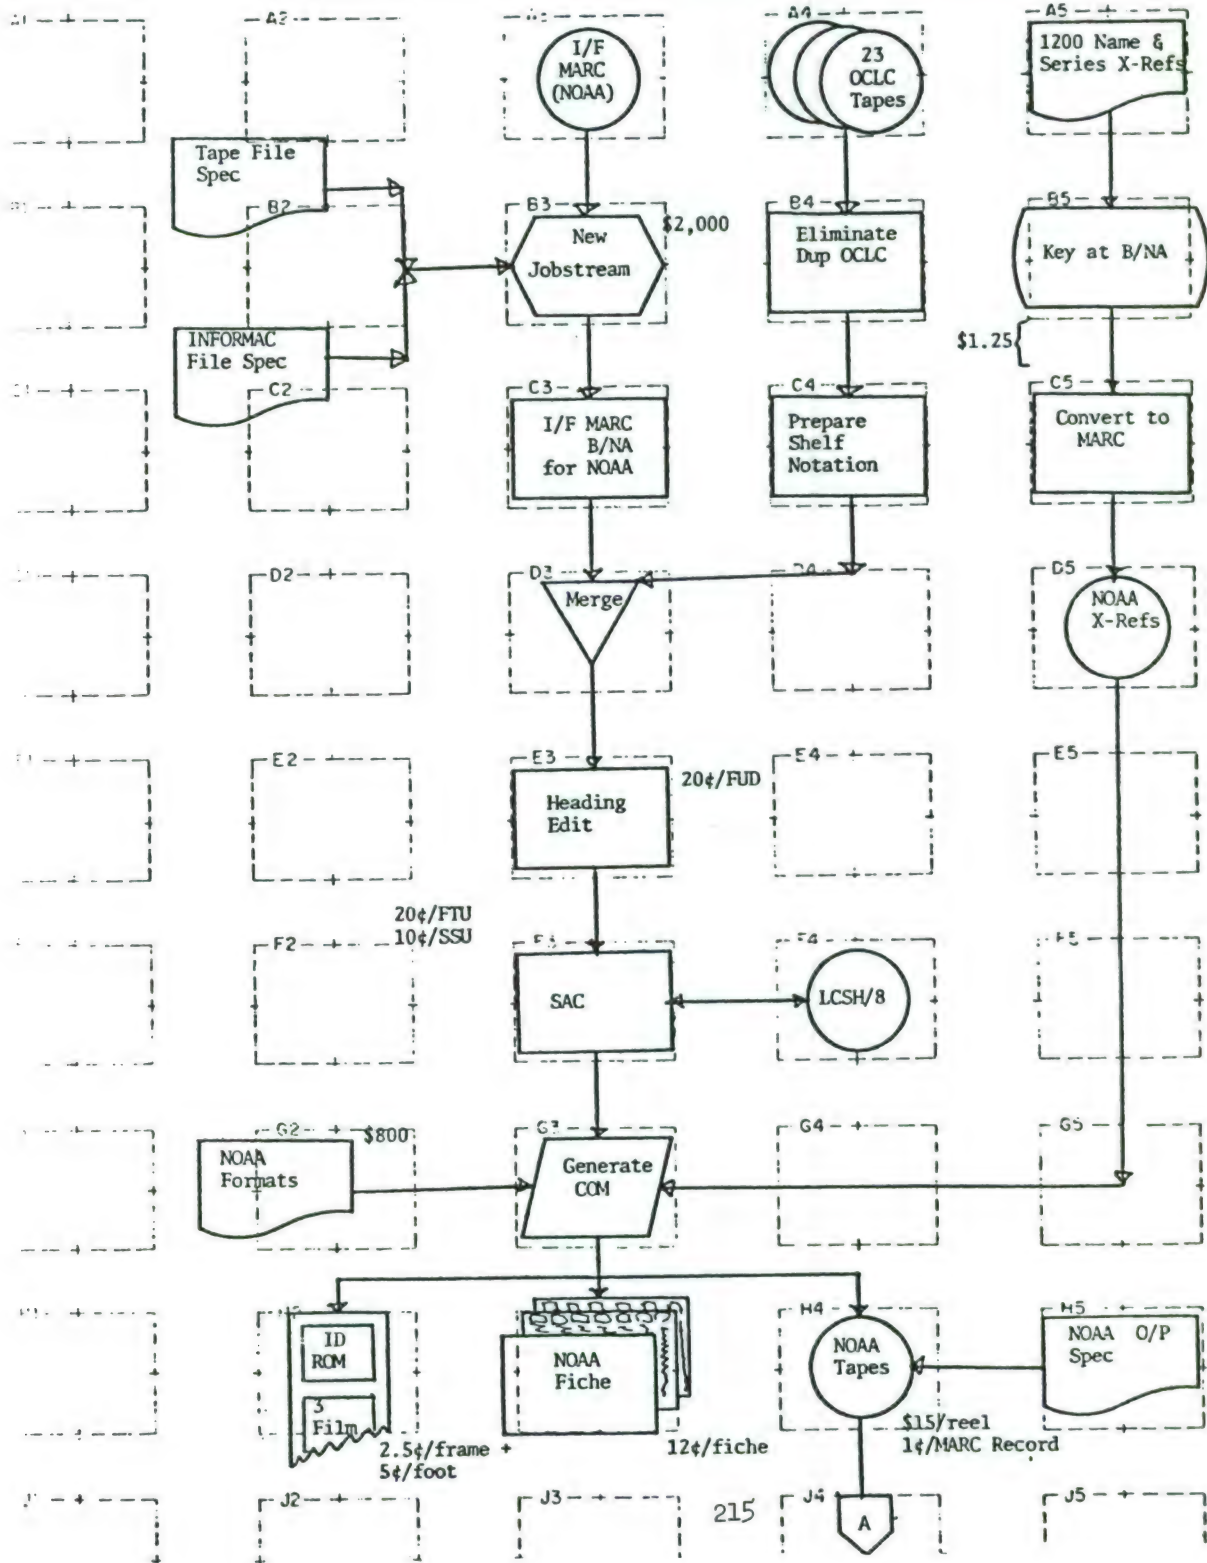 A2
A4
A5
I/F
MARC
(NOAA)
23
OCLC
Tapes
1200 Name &
Series X-Refs
Tape File
Spec
B2
B3
$2,000
B4
B5
New
Jobstream
Eliminate
Dup OCLC
Key at B/NA
INFORMAC
File Spec
$1.25
C2
C3
C4
C5
I/F MARC
B/NA
for NOAA
Prepare
Shelf
Notation
Convert to
MARC
D2
D3
D4
D5
Merge
NOAA
X-Refs
E2
E3
E4
E5
20¢/FUD
Heading
Edit
20¢/FTU
10¢/SSU
F2
F3
F4
F5
SAC
LCSH/8
G2
$800
G3
G4
G5
NOAA
Formats
Generate
COM
H4
H5
ID
ROM
3
Film
NOAA
Fiche
NOAA
Tapes
NOAA O/P
Spec
2.5¢/frame +
5¢/foot
12¢/fiche
$15/reel
1¢/MARC Record
J2
J3
215
J4
J5
A